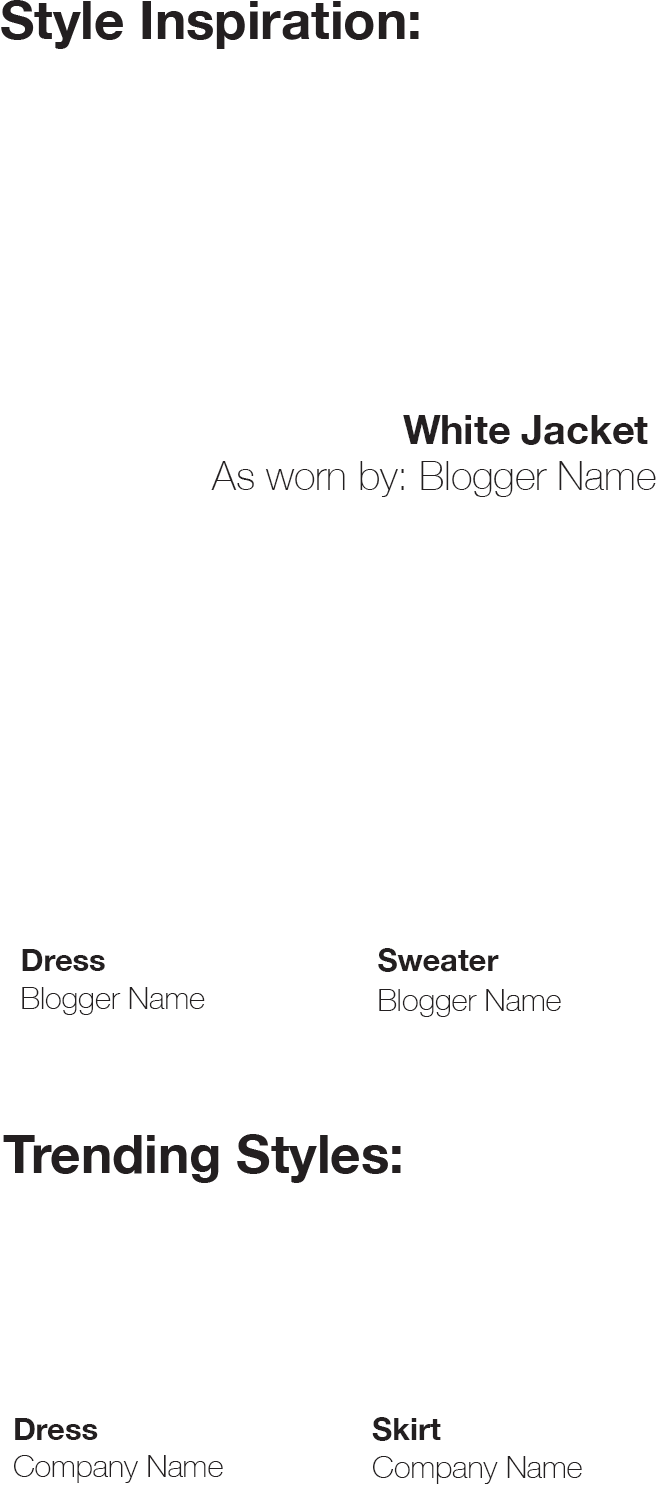 Style Inspiration:
White Jacket
As worn by: Blogger Name
Dress
Blogger Name
Sweater
Blogger Name
Trending Styles:
Dress
Company Name
Skirt
Company Name